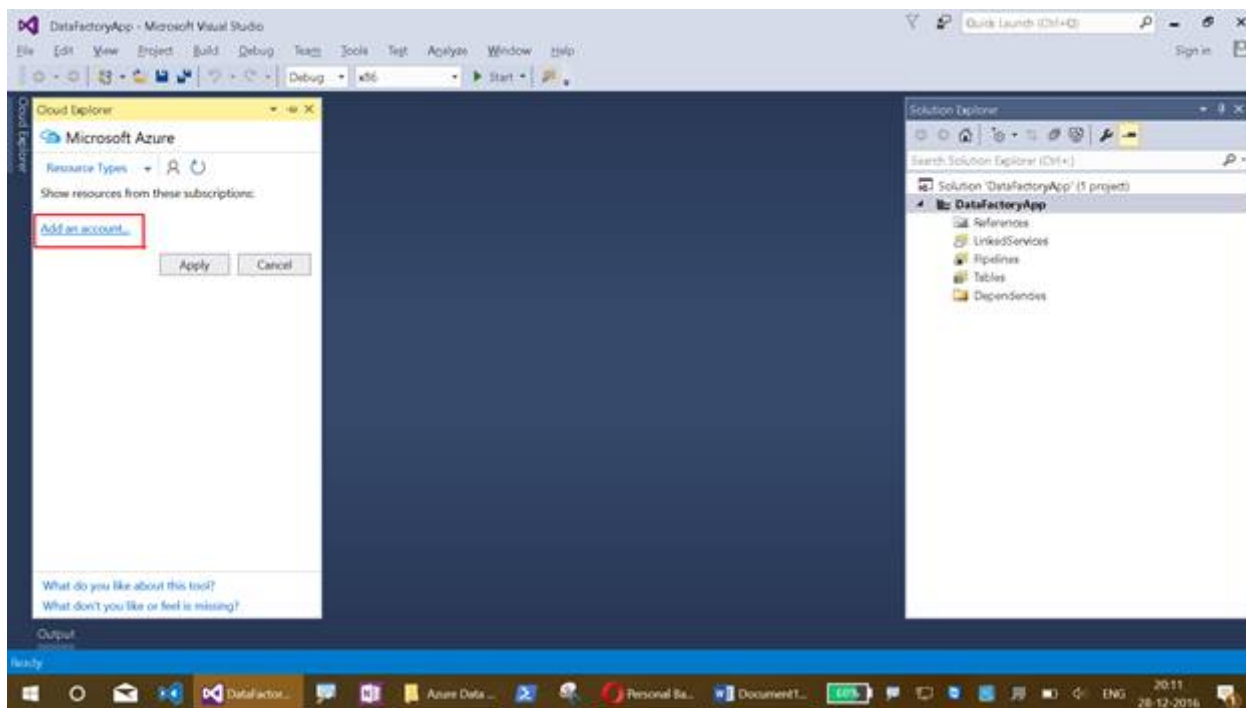 DataFactoryApp - Microsoft Visual Studio
Quick Launch (Ctrl+Q)
File Edit View Project Build Debug Team Tools Test Analyze Window Help
Sign in
Debug x86 Start
Cloud Explorer
Cloud Explorer
Microsoft Azure
Resource Types
Show resources from these subscriptions:
Add an account...
Apply Cancel
What do you like about this tool?
What don't you like or feel is missing?
Solution Explorer
Search Solution Explorer (Ctrl+;)
Solution 'DataFactoryApp' (1 project)
DataFactoryApp
References
LinkedServices
Pipelines
Tables
Dependencies
Output
Ready
DataFactor...
Azure Data ...
Personal Ba...
Document1...
60%
ENG
20:11
28-12-2016